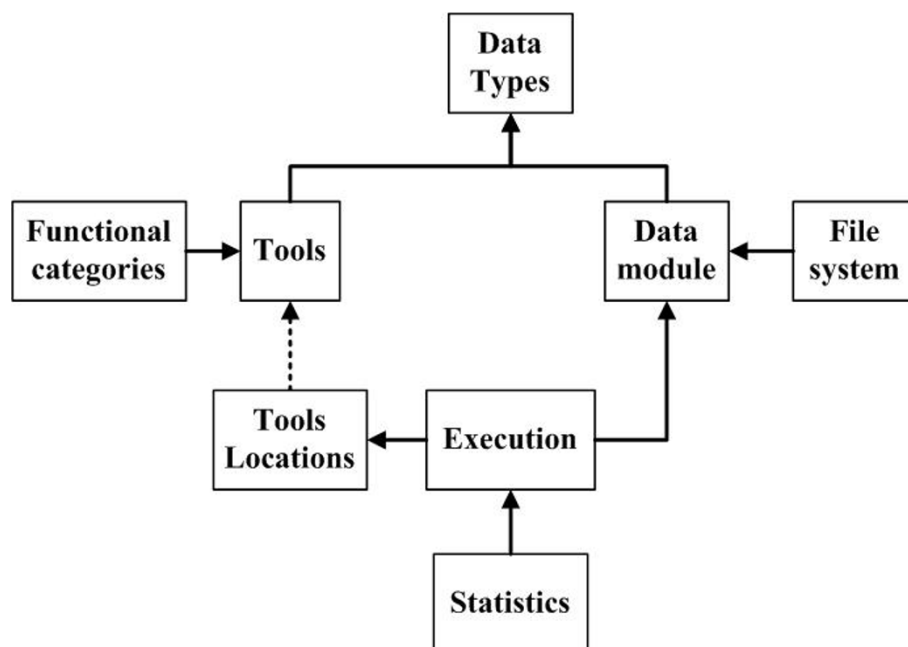 Data
Types
Functional
categories
Tools
Data
module
File
system
Tools
Locations
Execution
Statistics